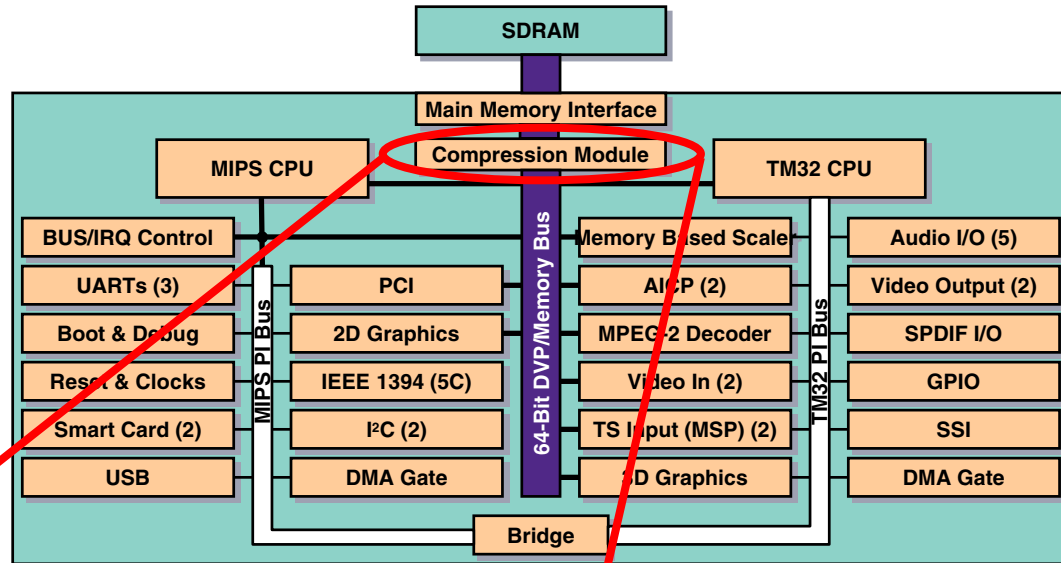 SDRAM
Main Memory Interface
Compression Module
MIPS CPU
TM32 CPU
BUS/IRQ Control
UARTs (3)
Boot & Debug
Reset & Clocks
Smart Card (2)
USB
MIPS PI Bus
PCI
2D Graphics
IEEE 1394 (5C)
I²C (2)
DMA Gate
64-Bit DVP/Memory Bus
Memory Based Scaler
AICP (2)
MPEG-2 Decoder
Video In (2)
TS Input (MSP) (2)
3D Graphics
TM32 PI Bus
Audio I/O (5)
Video Output (2)
SPDIF I/O
GPIO
SSI
DMA Gate
Bridge